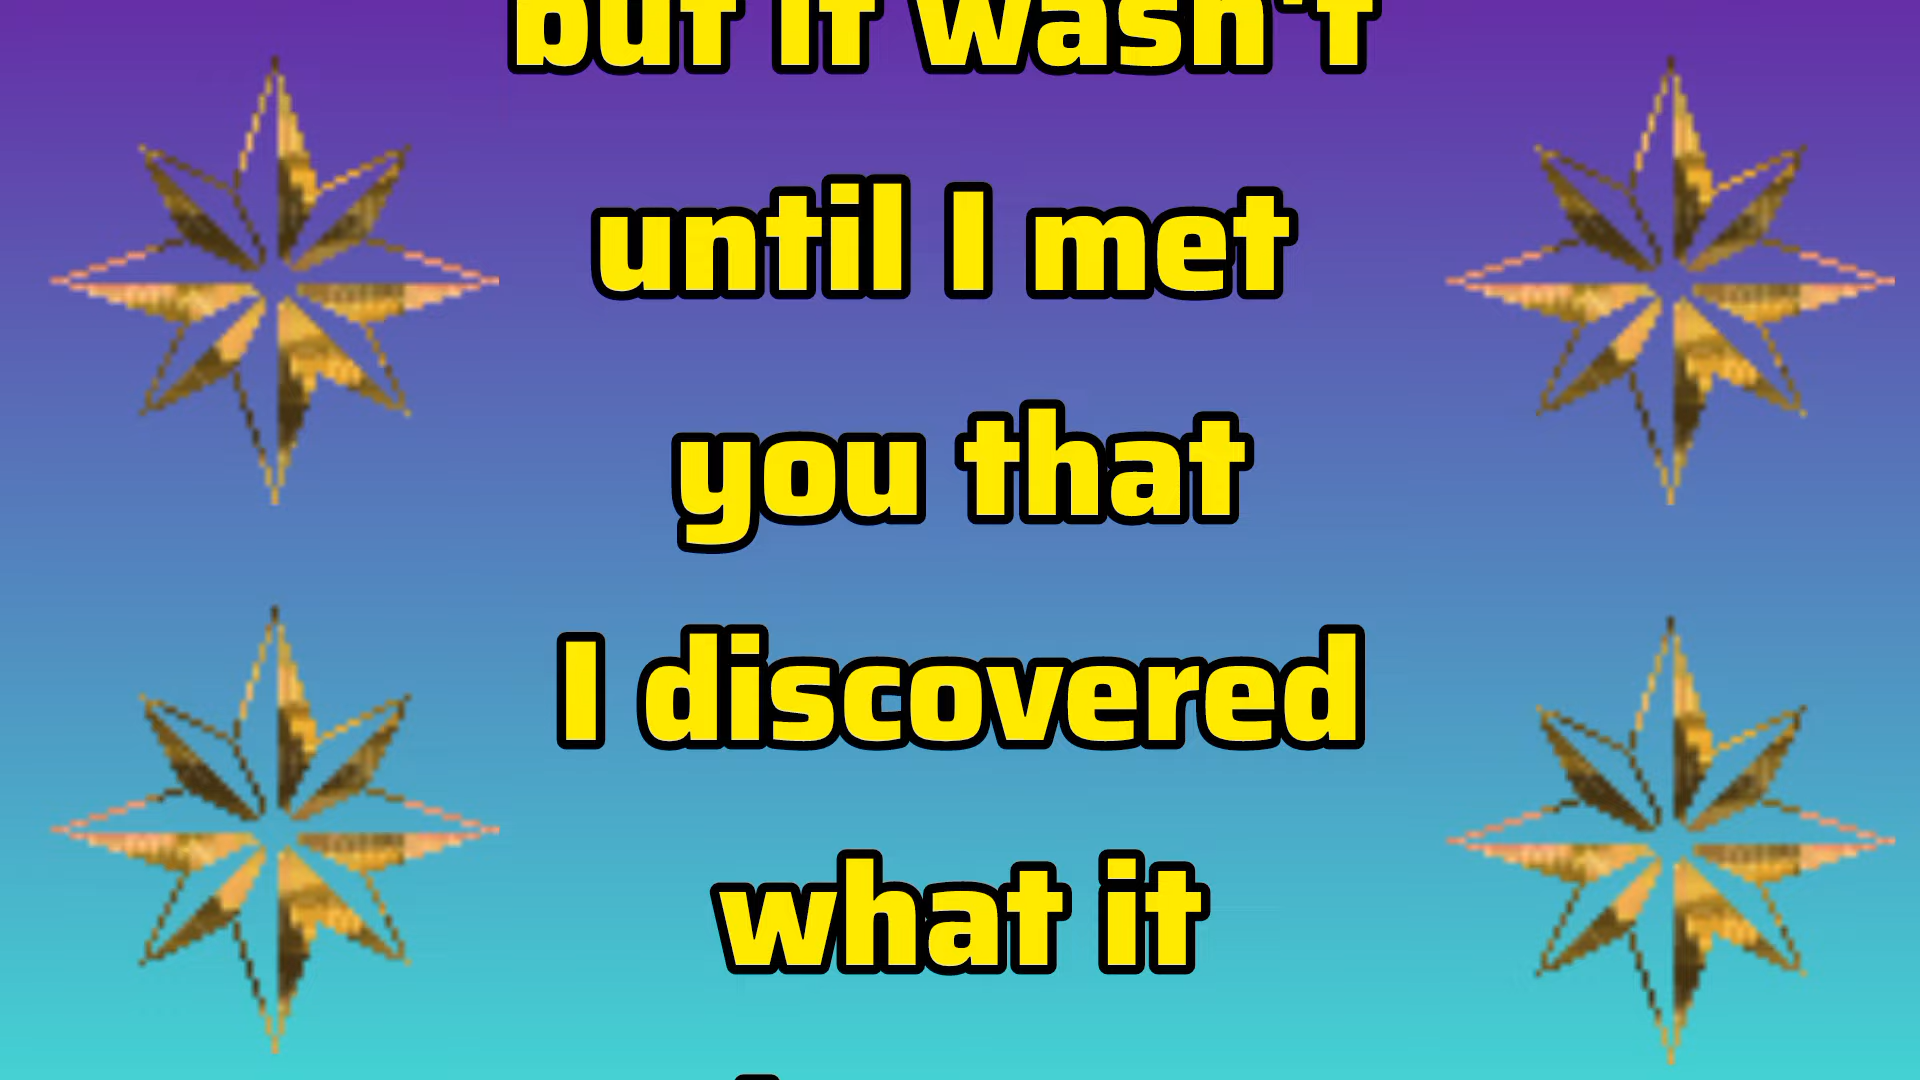 but it wasn't
until I met
you that
I discovered
what it